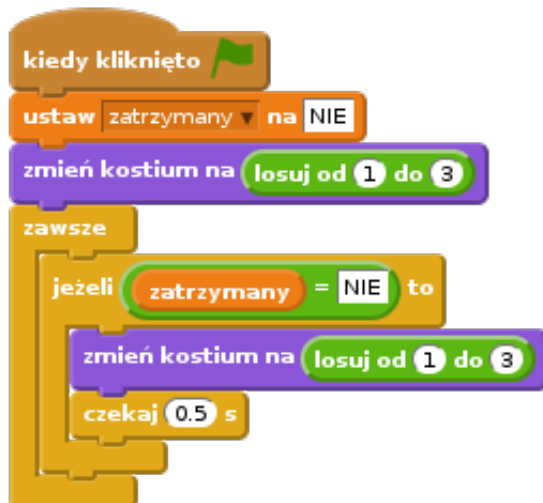 kiedy kliknięto
ustaw zatrzymany na NIE
zmień kostium na losuj od 1 do 3
zawsze
jeżeli zatrzymany = NIE to
zmień kostium na losuj od 1 do 3
czekaj 0.5 s